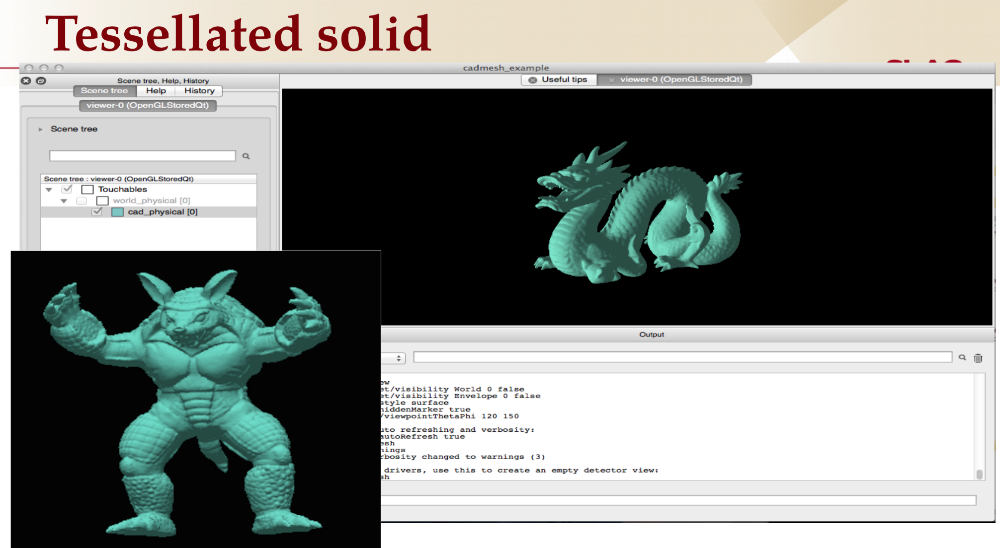 Tessellated solid
cadmesh_example
Scene tree, Help, History
Useful tips
viewer-0 (OpenGLStoredQt)
Scene tree
Help
History
viewer-0 (OpenGLStoredQt)
Scene tree
Scene tree : viewer-0 (OpenGLStoredQt)
Touchables
world_physical [0]
cad_physical [0]
Output
ew
et/visibility World 0 false
et/visibility Envelope 0 false
style surface
hiddenMarker true
/viewpointThetaPhi 120 150
uto refreshing and verbosity:
autoRefresh true
esh
nings
rbosity changed to warnings (3)
drivers, use this to create an empty detector view:
sh